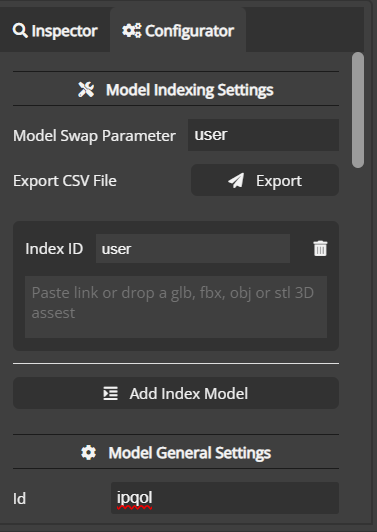 Inspector Configurator
Model Indexing Settings
Model Swap Parameter user
Export CSV File Export
Index ID user
Paste link or drop a glb, fbx, obj or stl 3D
assest
Add Index Model
Model General Settings
Id ipqol